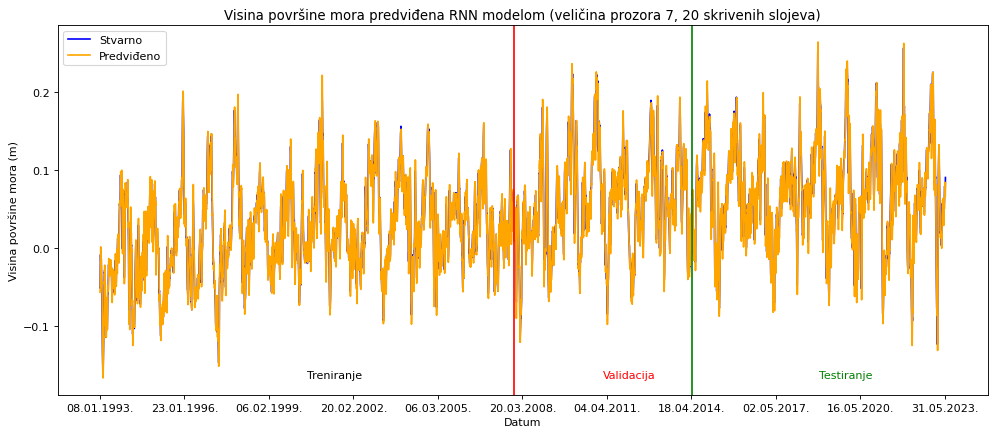 Visina površine mora predviđena RNN modelom (veličina prozora 7, 20 skrivenih slojeva)
Stvarno
Predviđeno
Visina površine mora (m)
0.2
0.1
0.0
−0.1
Treniranje
Validacija
Testiranje
08.01.1993.
23.01.1996.
06.02.1999.
20.02.2002.
06.03.2005.
20.03.2008.
04.04.2011.
18.04.2014.
02.05.2017.
16.05.2020.
31.05.2023.
Datum